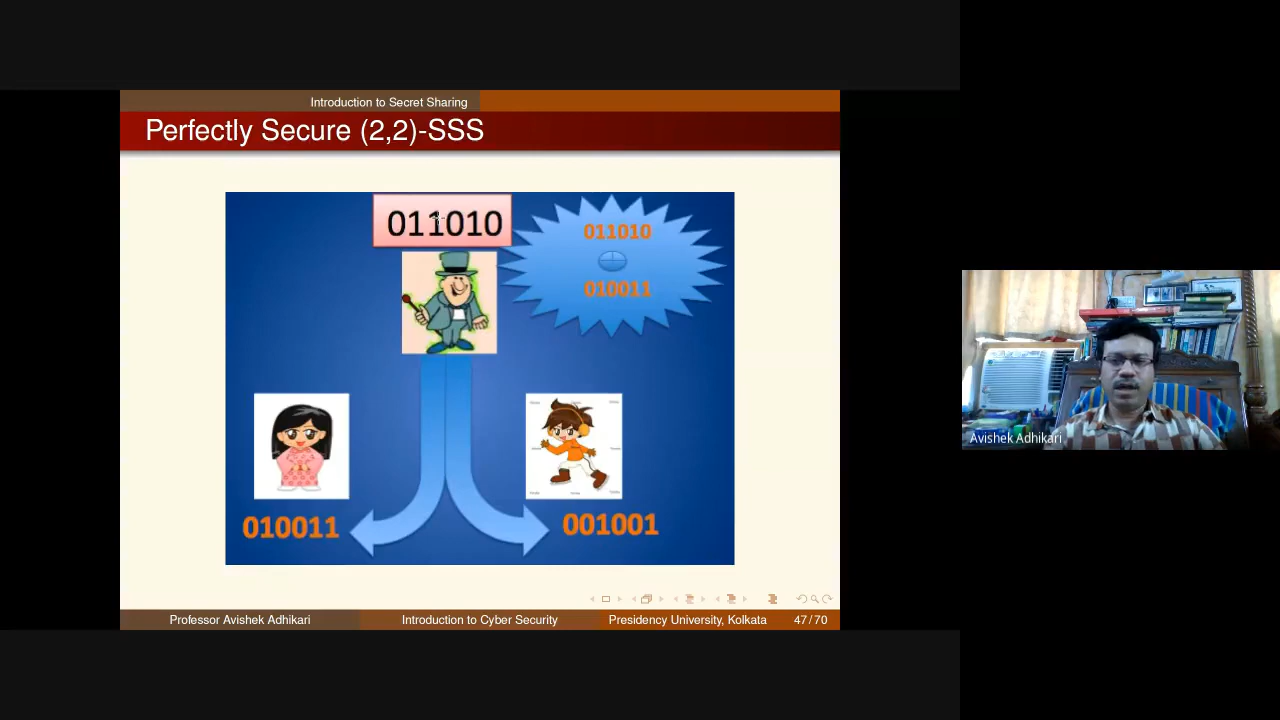 Introduction to Secret Sharing
Perfectly Secure (2,2)-SSS
011010
011010
010011
010011
001001
Avishek Adhikari
Professor Avishek Adhikari
Introduction to Cyber Security
Presidency University, Kolkata
47/70